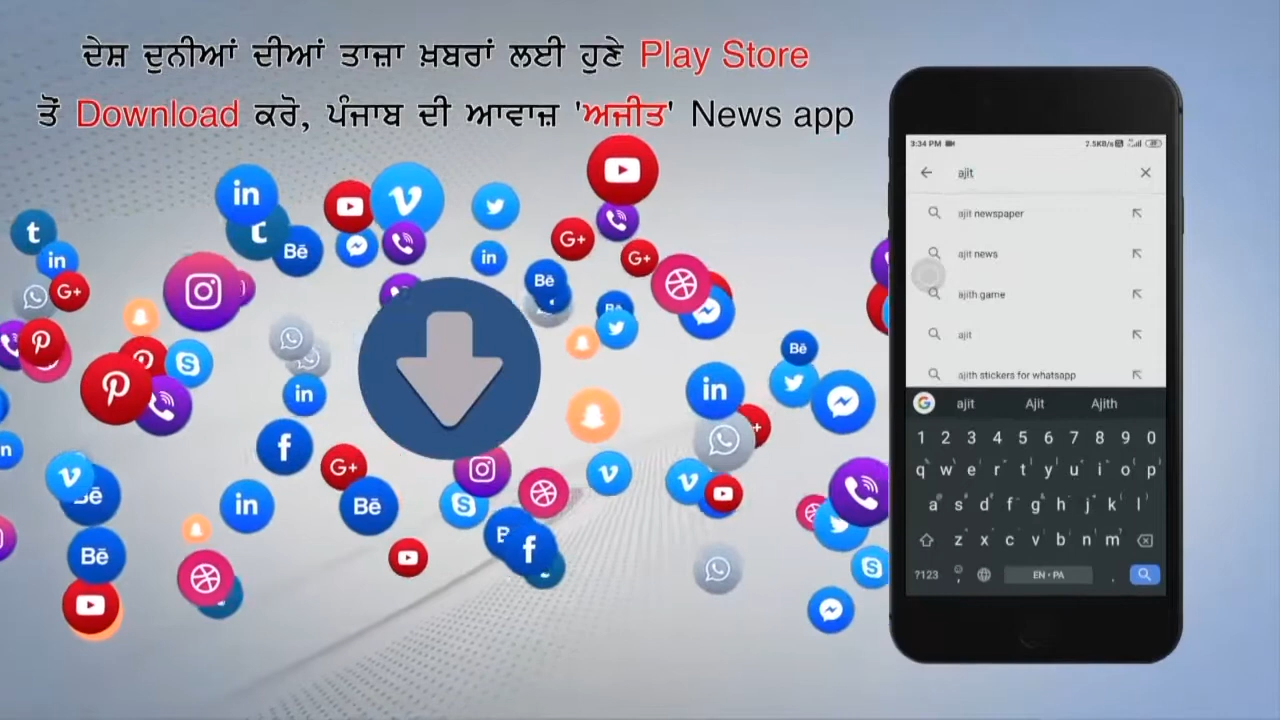 ਦੇਸ਼ ਦੁਨੀਆਂ ਦੀਆਂ ਤਾਜ਼ਾ ਖ਼ਬਰਾਂ ਲਈ ਹੁਣੇ Play Store
ਤੋਂ Download ਕਰੋ, ਪੰਜਾਬ ਦੀ ਆਵਾਜ਼ 'ਅਜੀਤ' News app
3:34 PM
7.5KB/s
ajit
ajit newspaper
ajit news
ajith game
ajit
ajith stickers for whatsapp
ajit Ajit Ajith
1 2 3 4 5 6 7 8 9 0
q w e r t y u i o p
a s d f g h j k l
z x c v b n m
?123 , EN • PA .